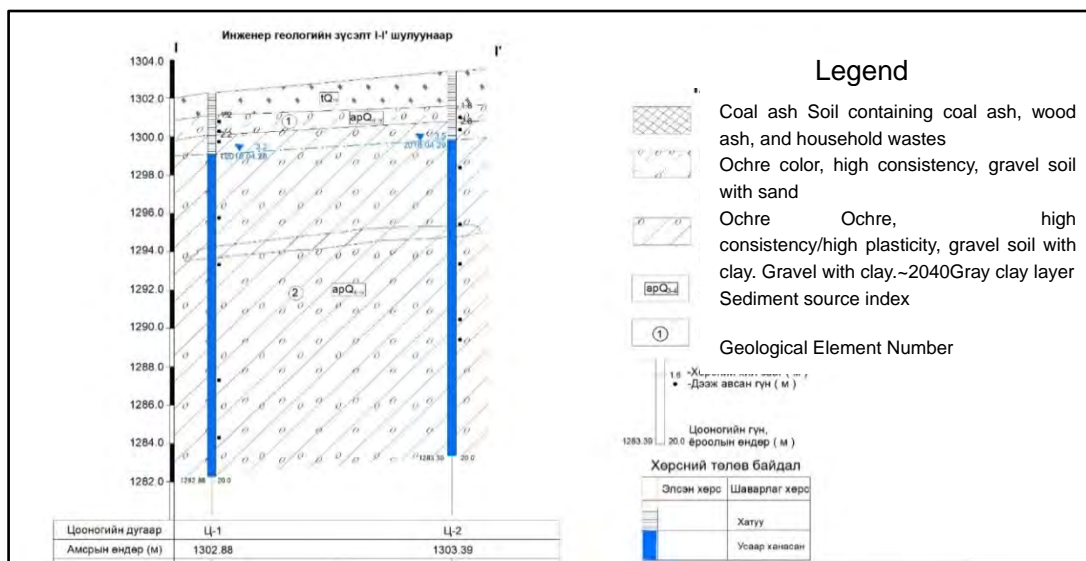 Инженер геологийн зүсэлт I-I' шулуунаар
I
I'
1304.0
1302.0
1300.0
1298.0
1296.0
1294.0
1292.0
1290.0
1288.0
1286.0
1284.0
1282.0
tQ
1
apQ
3.2
2018.04.28
3.5
2018.04.29
2
apQ
1282.88 20.0
1283.39 20.0
Цооногийн дугаар Ц-1 Ц-2
Амсрын өндөр (м) 1302.88 1303.39
Legend
Coal ash Soil containing coal ash, wood
ash, and household wastes
Ochre color, high consistency, gravel soil
with sand
Ochre Ochre, high
consistency/high plasticity, gravel soil with
clay. Gravel with clay.~2040Gray clay layer
apQ3-4
Sediment source index
1
Geological Element Number
1.6
-Дээж авсан гүн ( м )
Цооногийн гүн,
1283.39 20.0 ёроолын өндөр ( м )
Хөрсний төлөв байдал
Элсэн хөрс Шаварлаг хөрс
Хатуу
Усаар ханасан